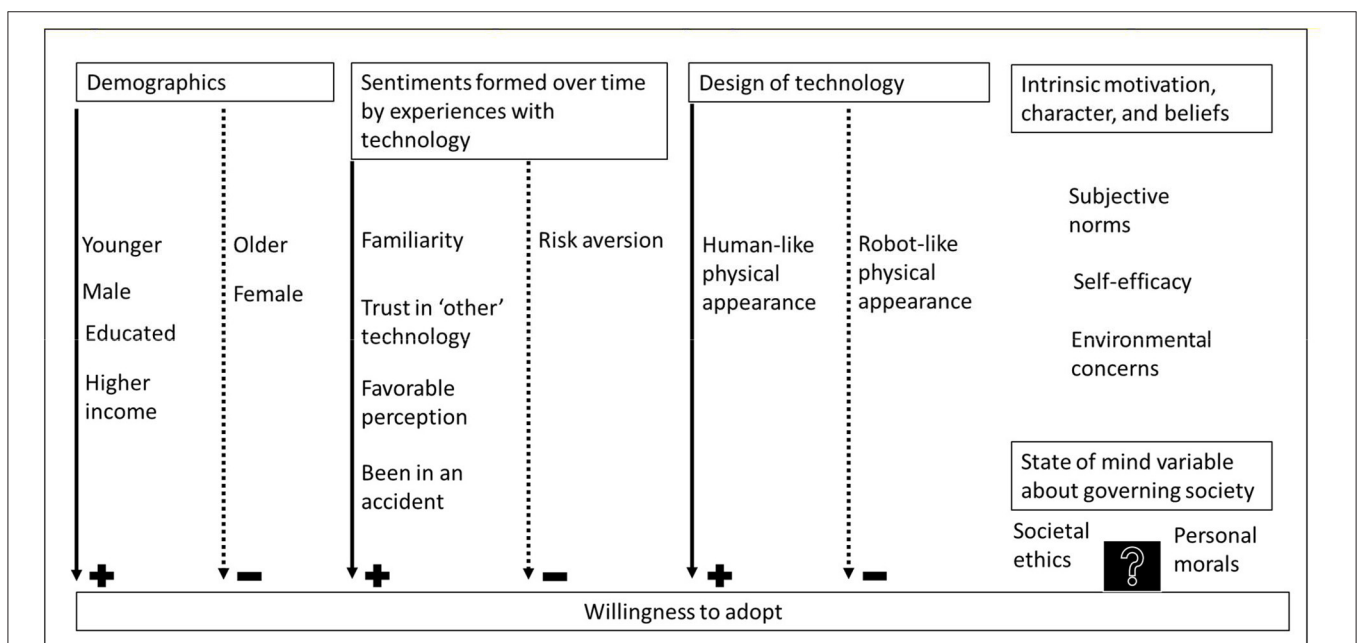 Demographics
Younger
Male
Educated
Higher
income
+
Older
Female
−
Sentiments formed over time
by experiences with
technology
Familiarity
Trust in ‘other’
technology
Favorable
perception
Been in an
accident
+
Risk aversion
−
Design of technology
Human-like
physical
appearance
+
Robot-like
physical
appearance
−
Intrinsic motivation,
character, and beliefs
Subjective
norms
Self-efficacy
Environmental
concerns
State of mind variable
about governing society
Societal
ethics
?
Personal
morals
Willingness to adopt